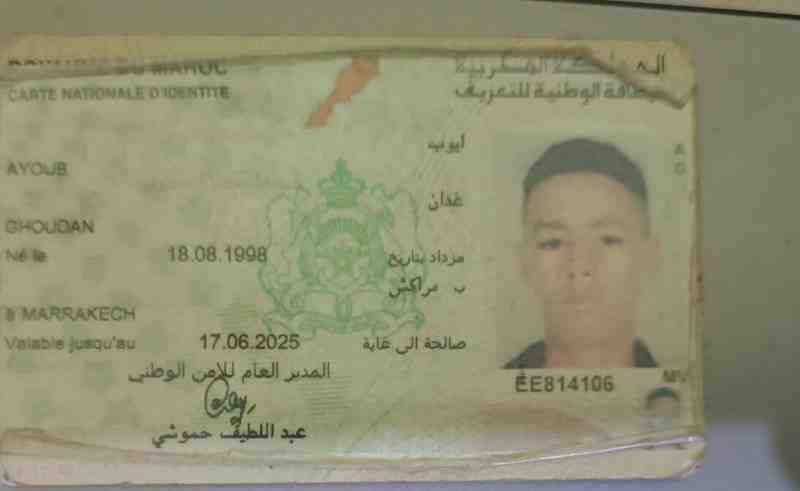 ROYAUME DU MAROC
المملكة المغربية
CARTE NATIONALE D'IDENTITE
البطاقة الوطنية للتعريف
أيوب
AYOUB
غدان
GHOUDAN
Né le 18.08.1998 مزداد بتاريخ
ب مراكش
à MARRAKECH
Valable jusqu'au 17.06.2025 صالحة الى غاية
المدير العام للأمن الوطني
عبد اللطيف حموشي
A
G
EE814106